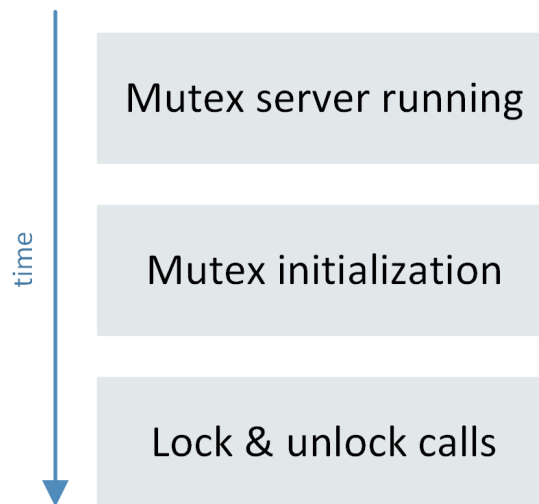 Mutex server running
time
Mutex initialization
Lock & unlock calls